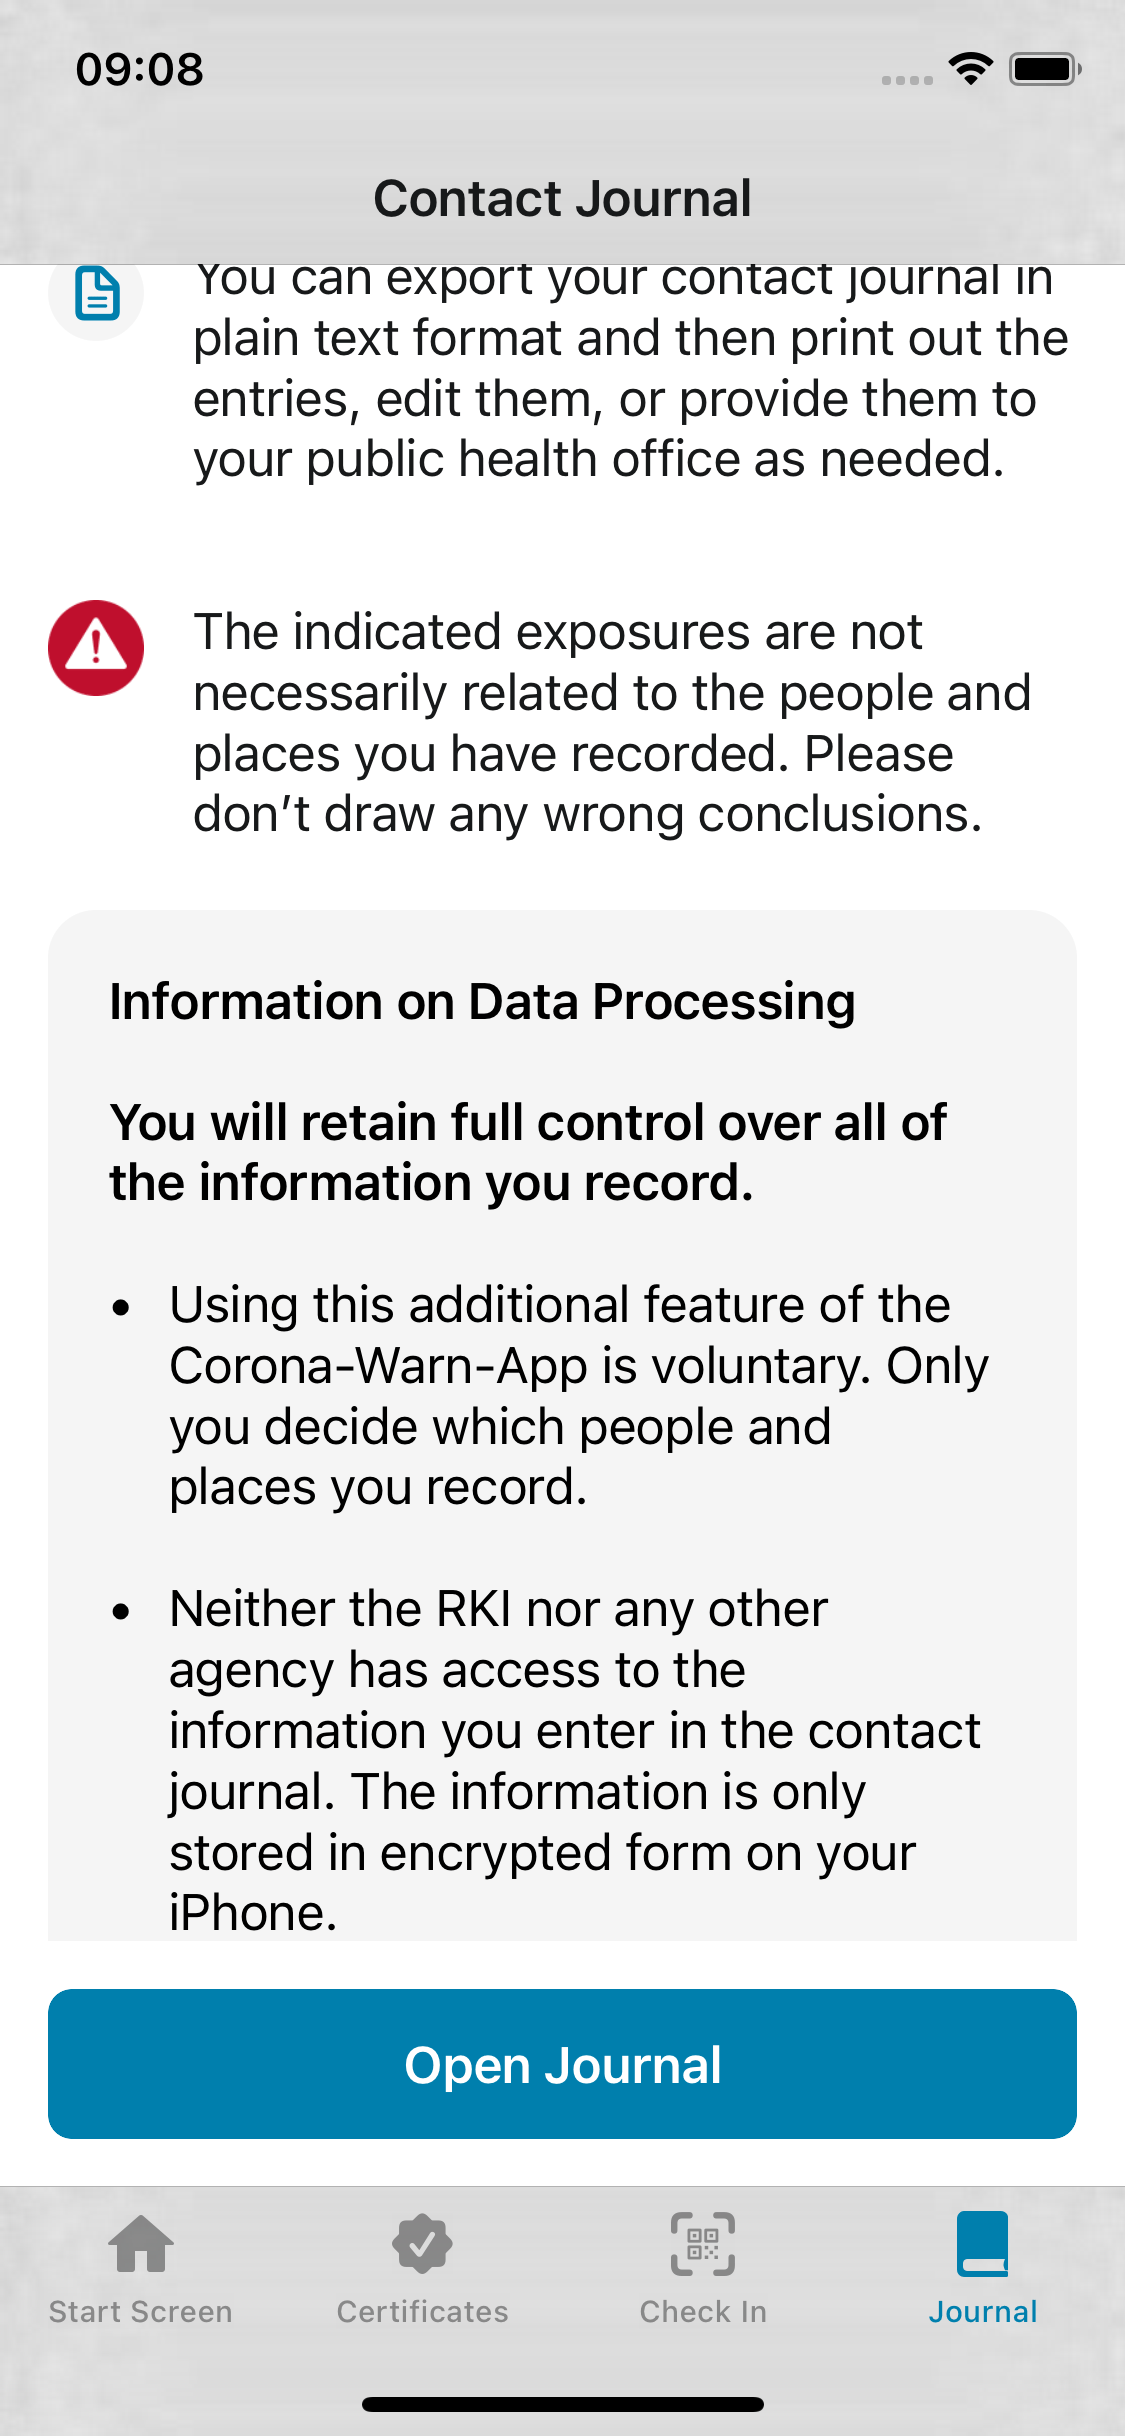 09:08
Contact Journal
You can export your contact journal in
plain text format and then print out the
entries, edit them, or provide them to
your public health office as needed.
The indicated exposures are not
necessarily related to the people and
places you have recorded. Please
don’t draw any wrong conclusions.
Information on Data Processing
You will retain full control over all of
the information you record.
• Using this additional feature of the
Corona-Warn-App is voluntary. Only
you decide which people and
places you record.
• Neither the RKI nor any other
agency has access to the
information you enter in the contact
journal. The information is only
stored in encrypted form on your
iPhone.
Open Journal
Start Screen
Certificates
Check In
Journal